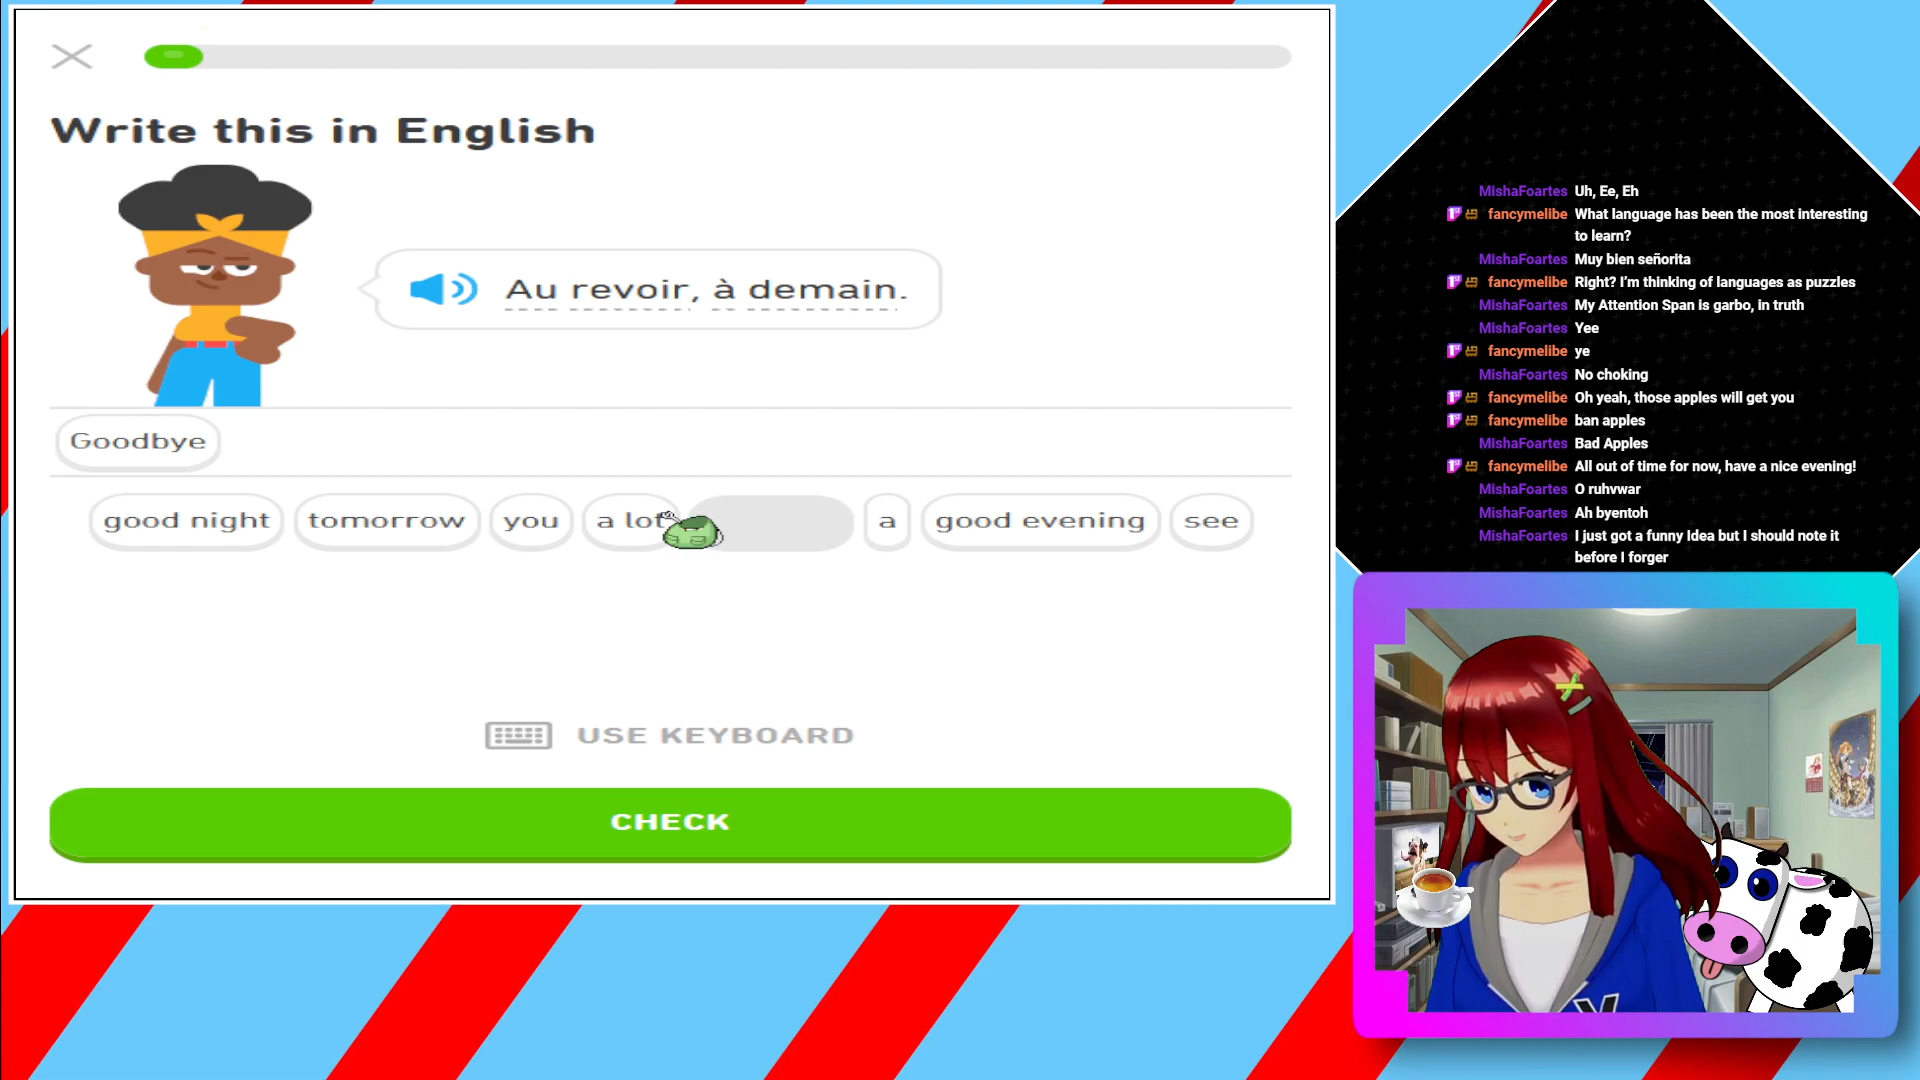 Write this in English
Au revoir, à demain.
Goodbye
good night tomorrow you a lot a good evening see
USE KEYBOARD
CHECK
MishaFoartes Uh, Ee, Eh
fancymelibe What language has been the most interesting
to learn?
MishaFoartes Muy bien señorita
fancymelibe Right? I'm thinking of languages as puzzles
MishaFoartes My Attention Span is garbo, in truth
MishaFoartes Yee
fancymelibe ye
MishaFoartes No choking
fancymelibe Oh yeah, those apples will get you
fancymelibe ban apples
MishaFoartes Bad Apples
fancymelibe All out of time for now, have a nice evening!
MishaFoartes O ruhvwar
MishaFoartes Ah byentoh
MishaFoartes I just got a funny Idea but I should note it
before I forger